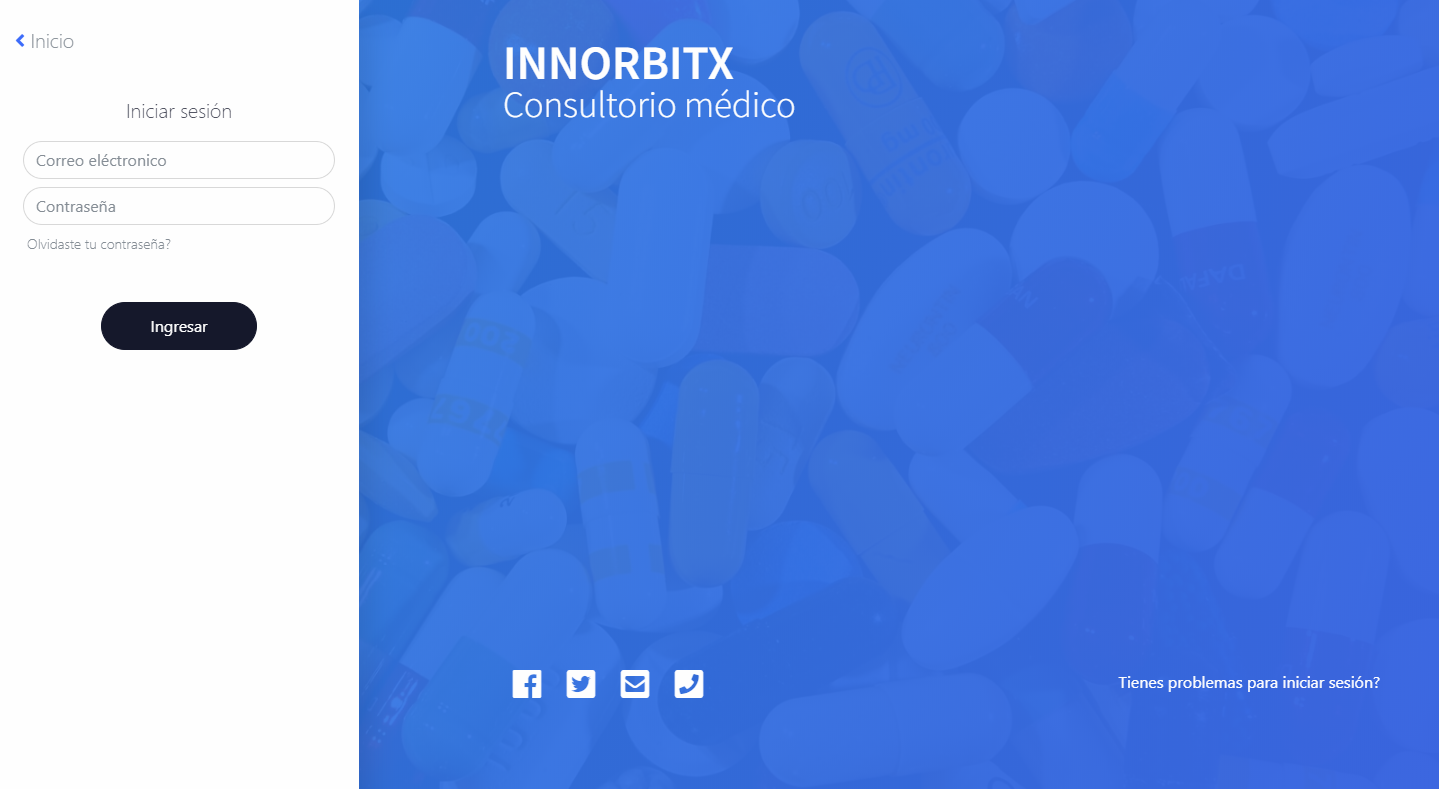 Inicio
Iniciar sesión
Correo eléctronico
Contraseña
Olvidaste tu contraseña?
Ingresar
INNORBITX
Consultorio médico
Tienes problemas para iniciar sesión?